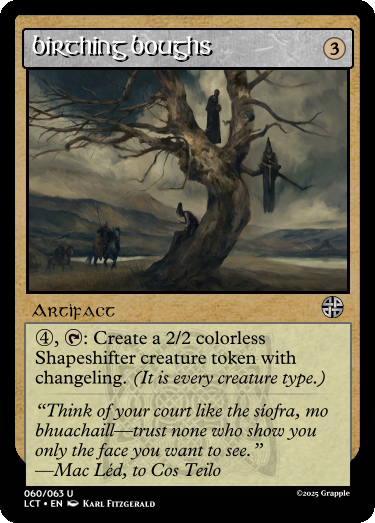 Birthing Boughs
3
Artifact
4, T: Create a 2/2 colorless
Shapeshifter creature token with
changeling. (It is every creature type.)
“Think of your court like the síofra, mo
bhuachaill—trust none who show you
only the face you want to see.”
—Mac Léd, to Cos Teilo
060/063 U
LCT • EN Karl Fitzgerald
©2025 Grapple